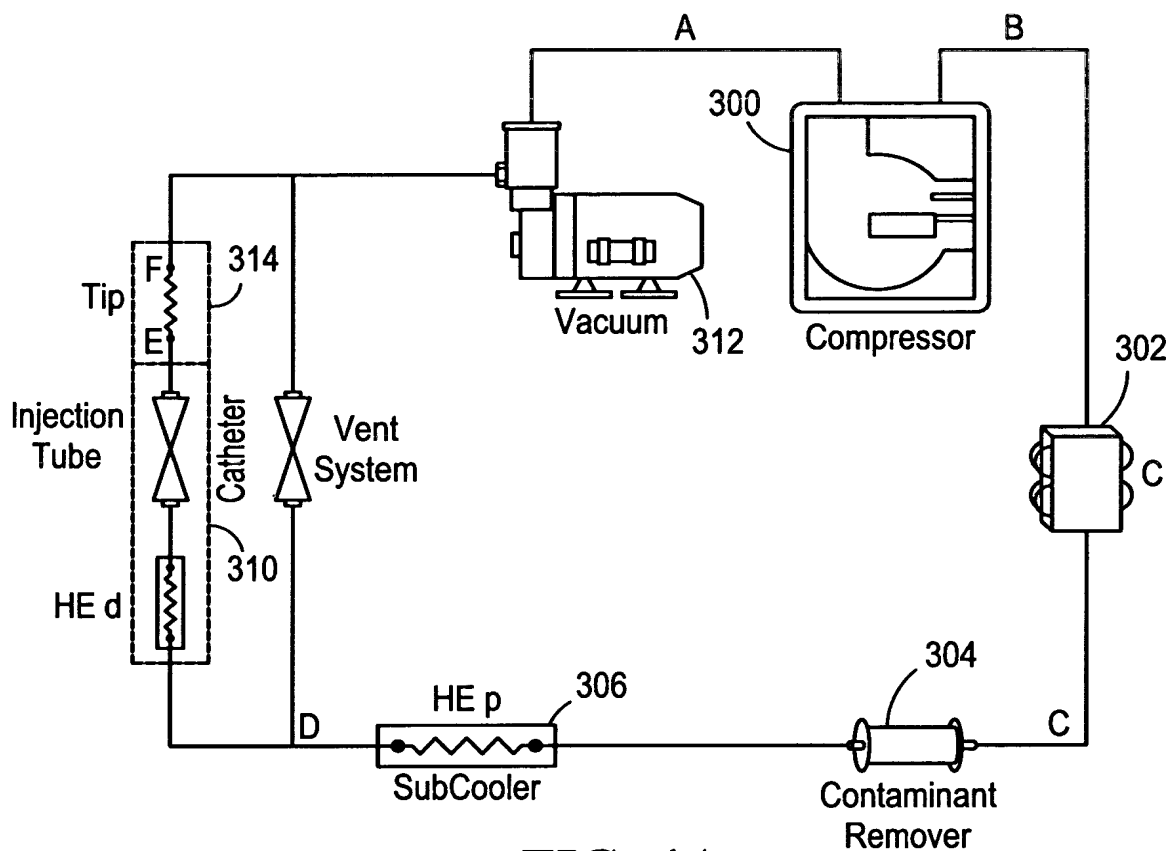 A
B
300
F
314
Tip
E
Vacuum
312
Compressor
302
Injection
Tube
Catheter
Vent
System
C
310
HE d
HE p
306
304
D
C
SubCooler
Contaminant
Remover